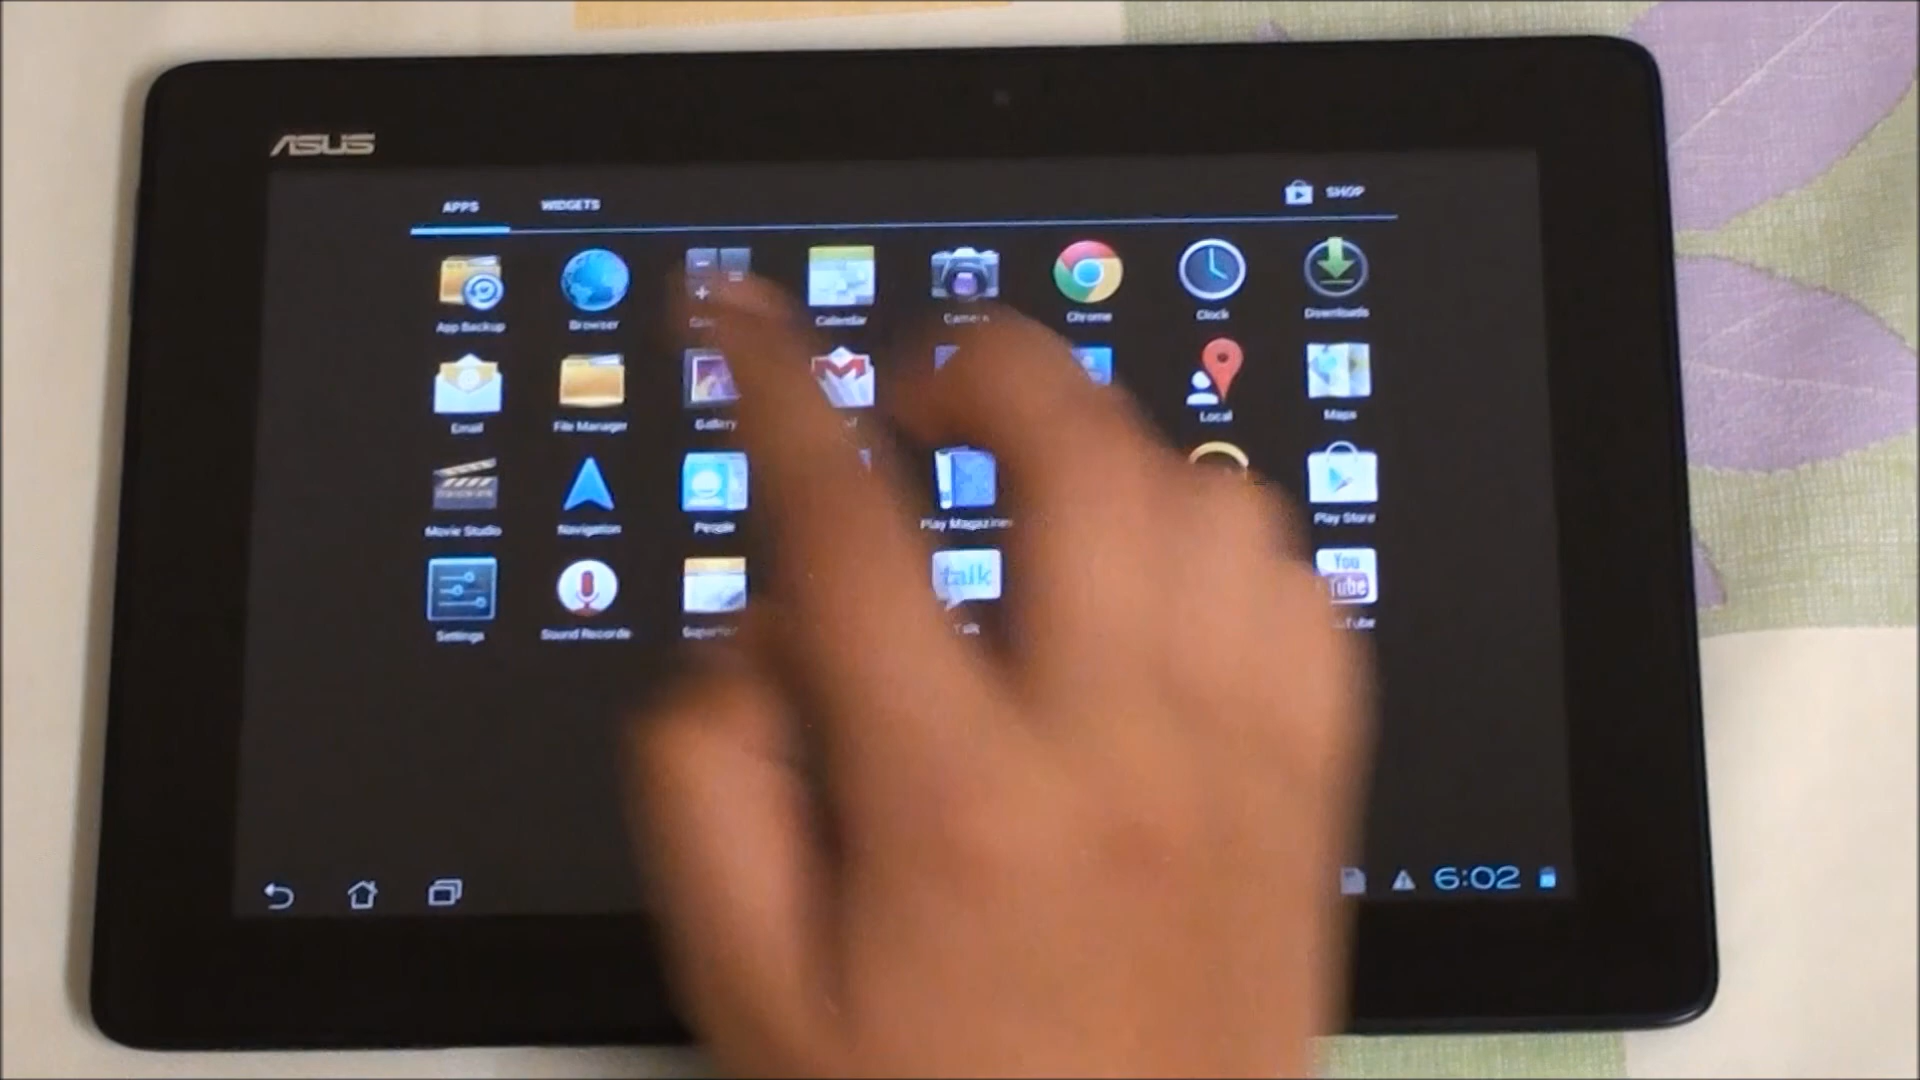 ASUS
APPS WIDGETS SHOP
App Backup Browser Calendar Camera Chrome Clock Downloads
Email File Manager Gallery Local Maps
Movie Studio Navigation People Play Magazines Play Store
talk You
Tube
Settings Sound Recorde Talk
6:02